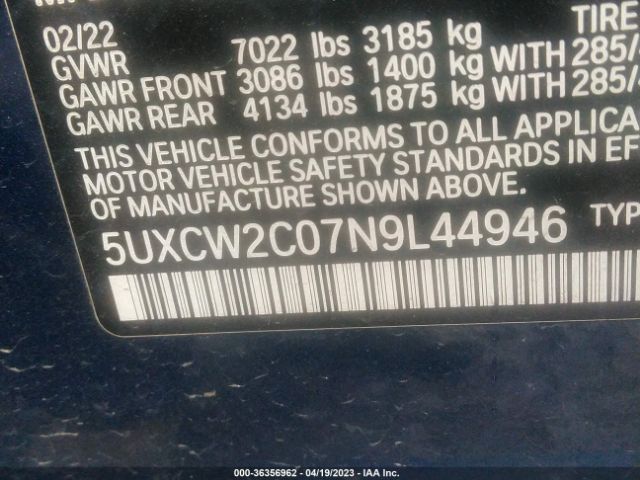 02/22
TIRE
GVWR 7022 lbs 3185 kg
GAWR FRONT 3086 lbs 1400 kg WITH 285/
GAWR REAR 4134 lbs 1875 kg WITH 285/
THIS VEHICLE CONFORMS TO ALL APPLICA
MOTOR VEHICLE SAFETY STANDARDS IN EF
OF MANUFACTURE SHOWN ABOVE.
5UXCW2C07N9L44946 TYP
000-36356962 - 04/19/2023 - IAA Inc.